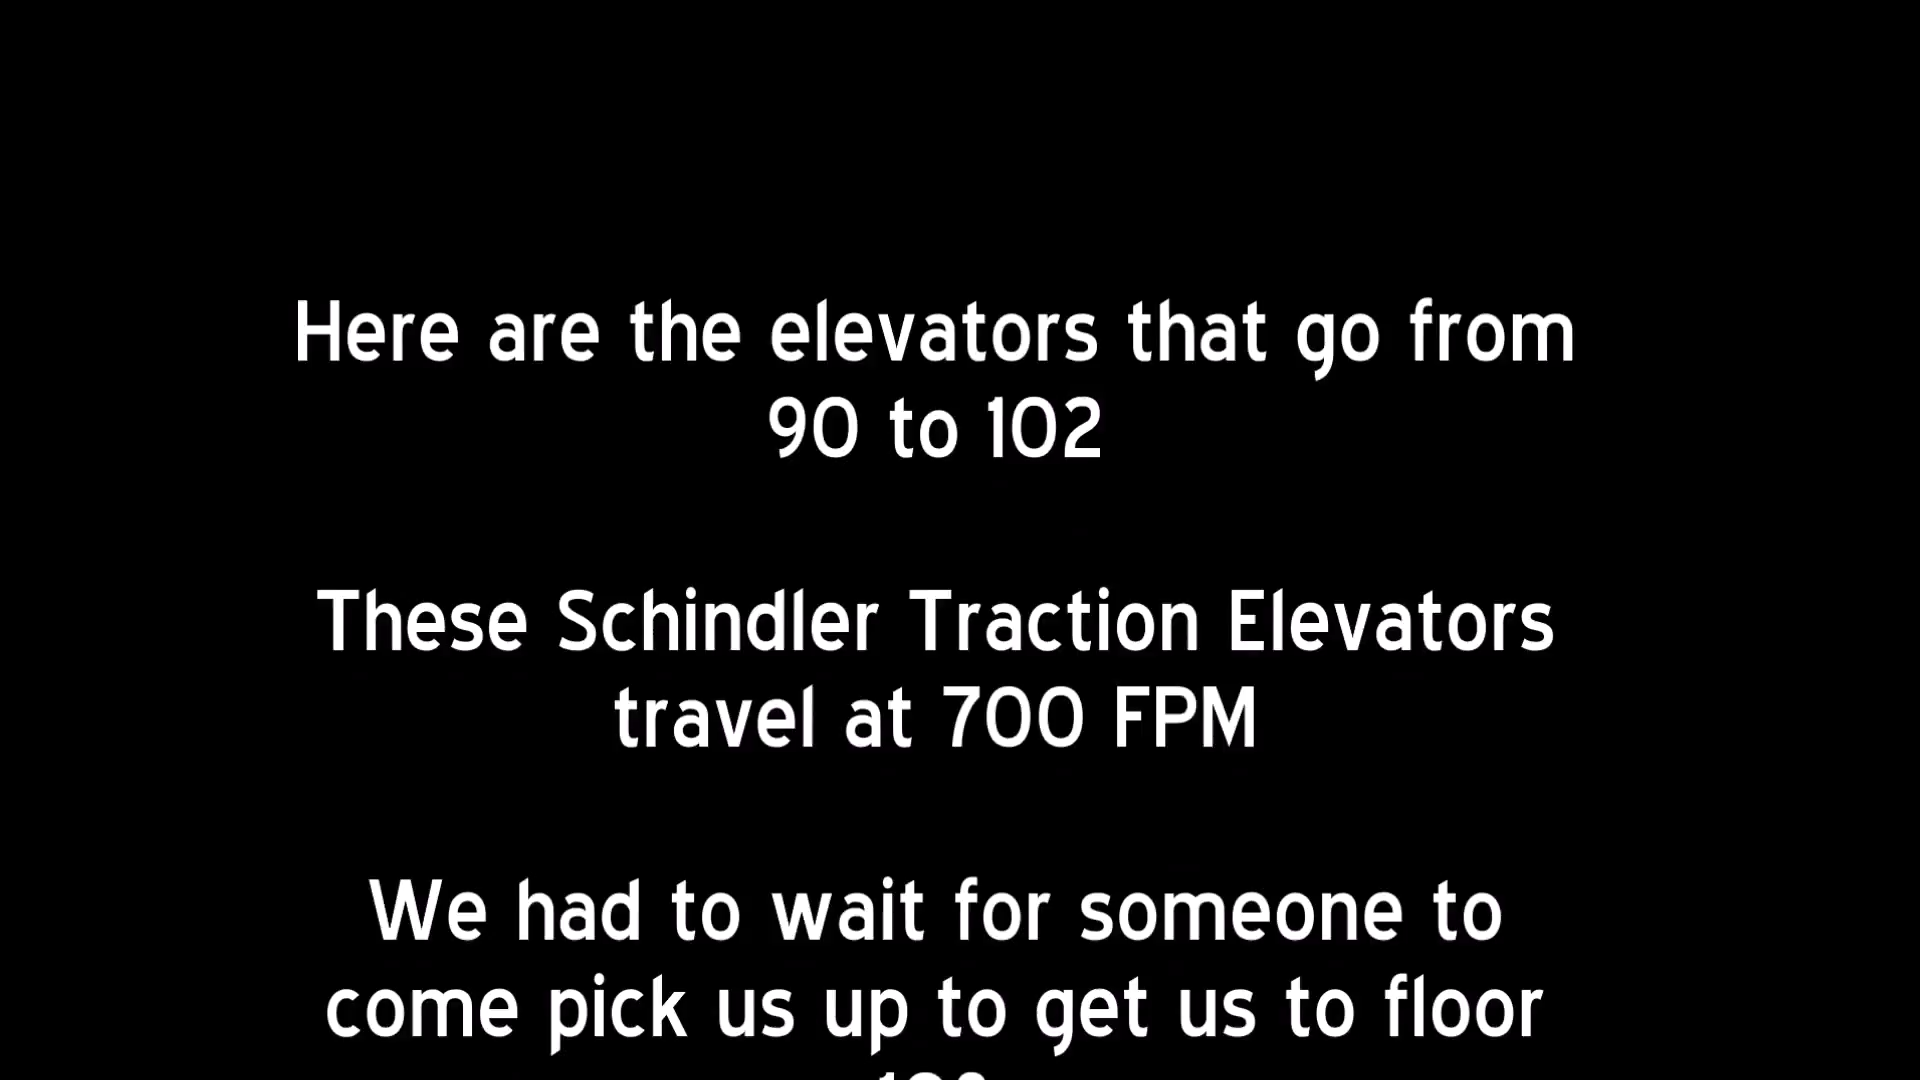 Here are the elevators that go from
90 to 102
These Schindler Traction Elevators
travel at 700 FPM
We had to wait for someone to
come pick us up to get us to floor